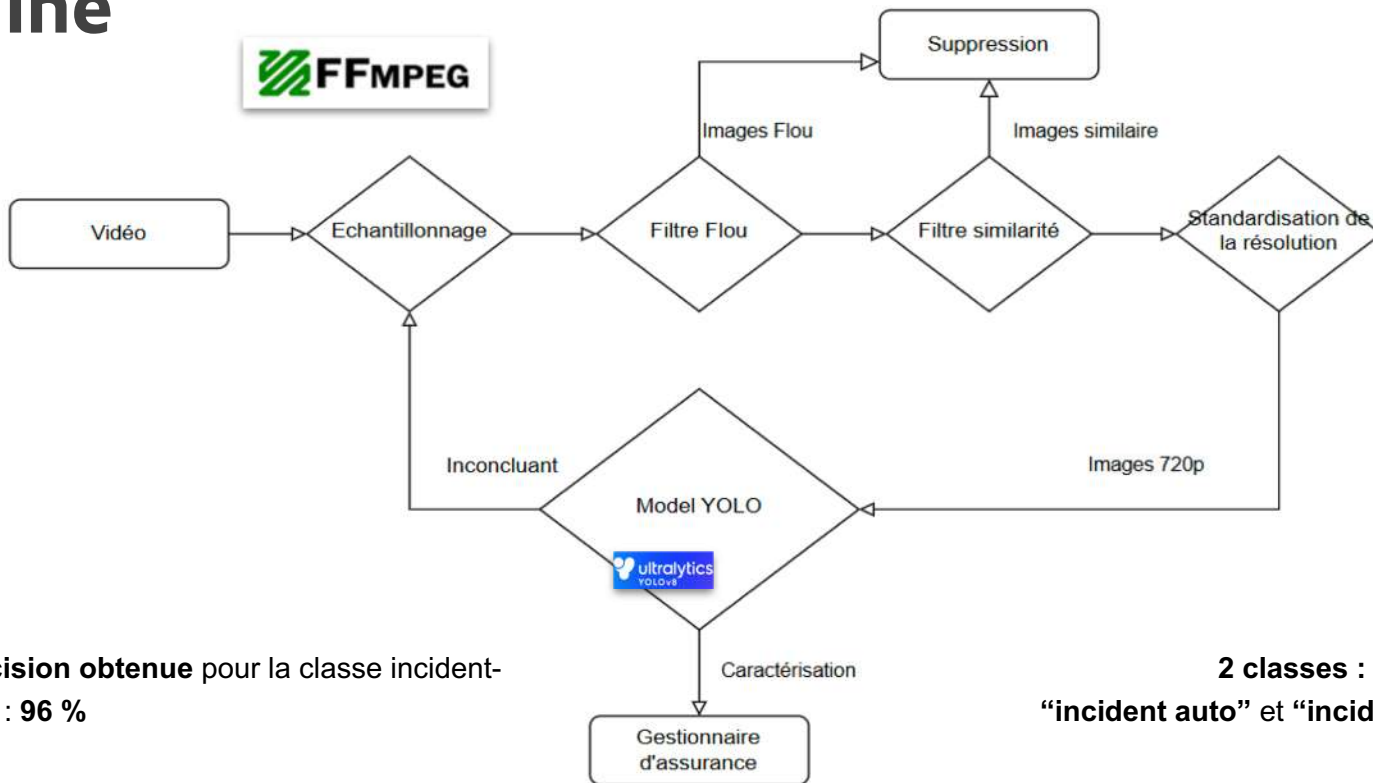 ine
FFMPEG
Suppression
Images Flou
Images similaire
Vidéo
Echantillonnage
Filtre Flou
Filtre similarité
Standardisation de
la résolution
Inconcluant
Images 720p
Model YOLO
ultralytics
YOLOv8
cision obtenue pour la classe incident-
: 96 %
Caractérisation
2 classes :
“incident auto” et “incid
Gestionnaire
d'assurance